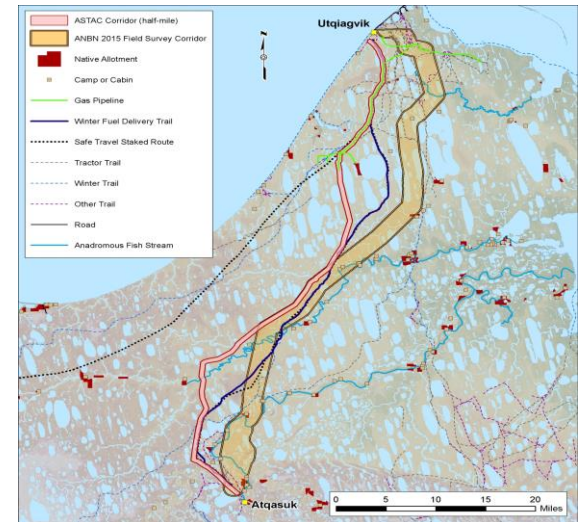 ASTAC Corridor (half-mile)
ANBN 2015 Field Survey Corridor
Native Allotment
Camp or Cabin
Gas Pipeline
Winter Fuel Delivery Trail
Safe Travel Staked Route
Tractor Trail
Winter Trail
Other Trail
Road
Anadromous Fish Stream
Utqiagvik
Atqasuk
0 5 10 15 20
Miles